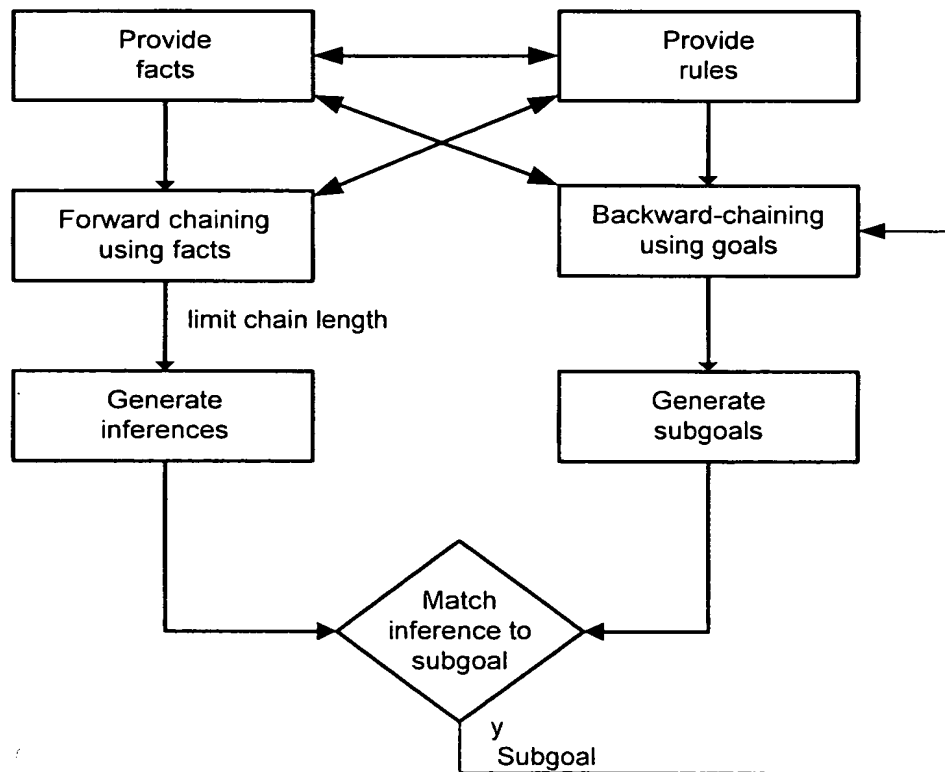 Provide
facts
Provide
rules
Forward chaining
using facts
Backward-chaining
using goals
limit chain length
Generate
inferences
Generate
subgoals
Match
inference to
subgoal
y
Subgoal